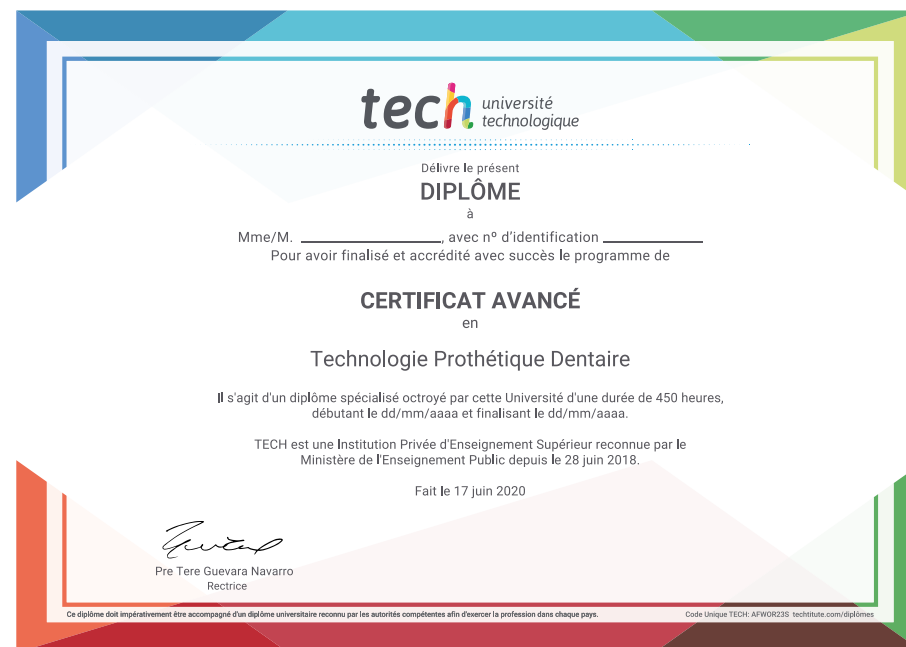 tech université
technologique
Délivre le présent
DIPLÔME
à
Mme/M. ____________________, avec nº d'identification ______________
Pour avoir finalisé et accrédité avec succès le programme de
CERTIFICAT AVANCÉ
en
Technologie Prothétique Dentaire
Il s'agit d'un diplôme spécialisé octroyé par cette Université d'une durée de 450 heures,
débutant le dd/mm/aaaa et finalisant le dd/mm/aaaa.
TECH est une Institution Privée d'Enseignement Supérieur reconnue par le
Ministère de l'Enseignement Public depuis le 28 juin 2018.
Fait le 17 juin 2020
Pre Tere Guevara Navarro
Rectrice
Ce diplôme doit impérativement être accompagné d'un diplôme universitaire reconnu par les autorités compétentes afin d'exercer la profession dans chaque pays.
Code Unique TECH: AFWOR23S techtitute.com/diplômes